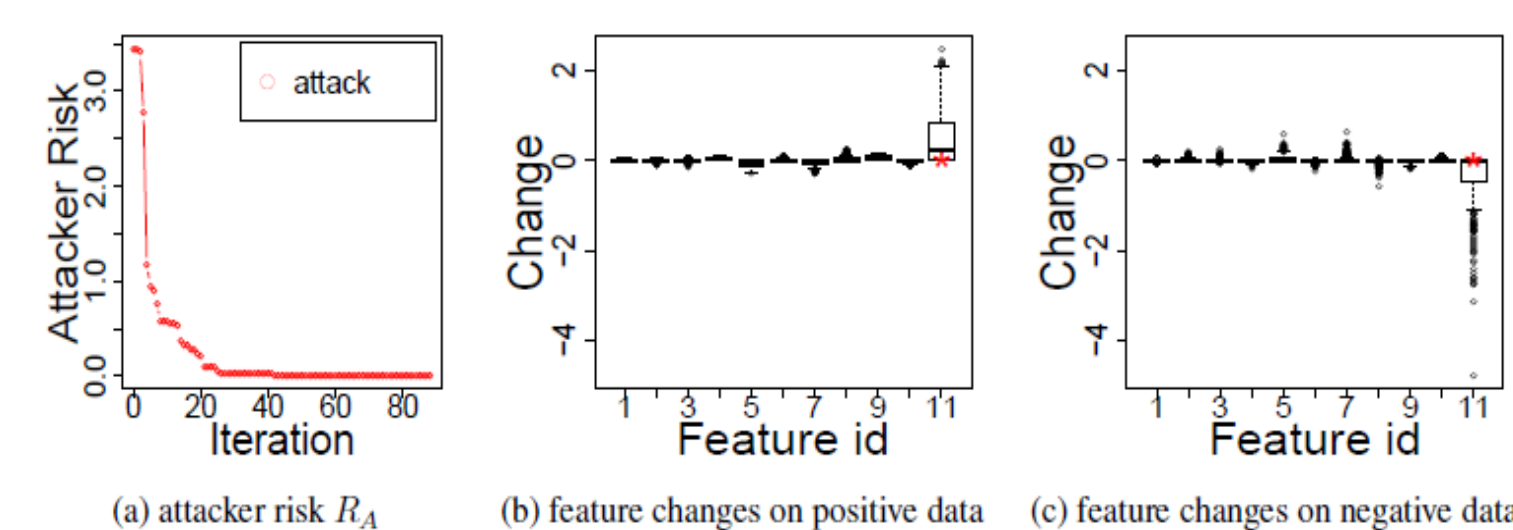 attack
Attacker Risk
0.0 1.0 2.0 3.0
0 20 40 60 80
Iteration
(a) attacker risk R_A
Change
2 0 −2 −4
*
1 3 5 7 9 11
Feature id
(b) feature changes on positive data
Change
2 0 −2 −4
*
1 3 5 7 9 11
Feature id
(c) feature changes on negative data